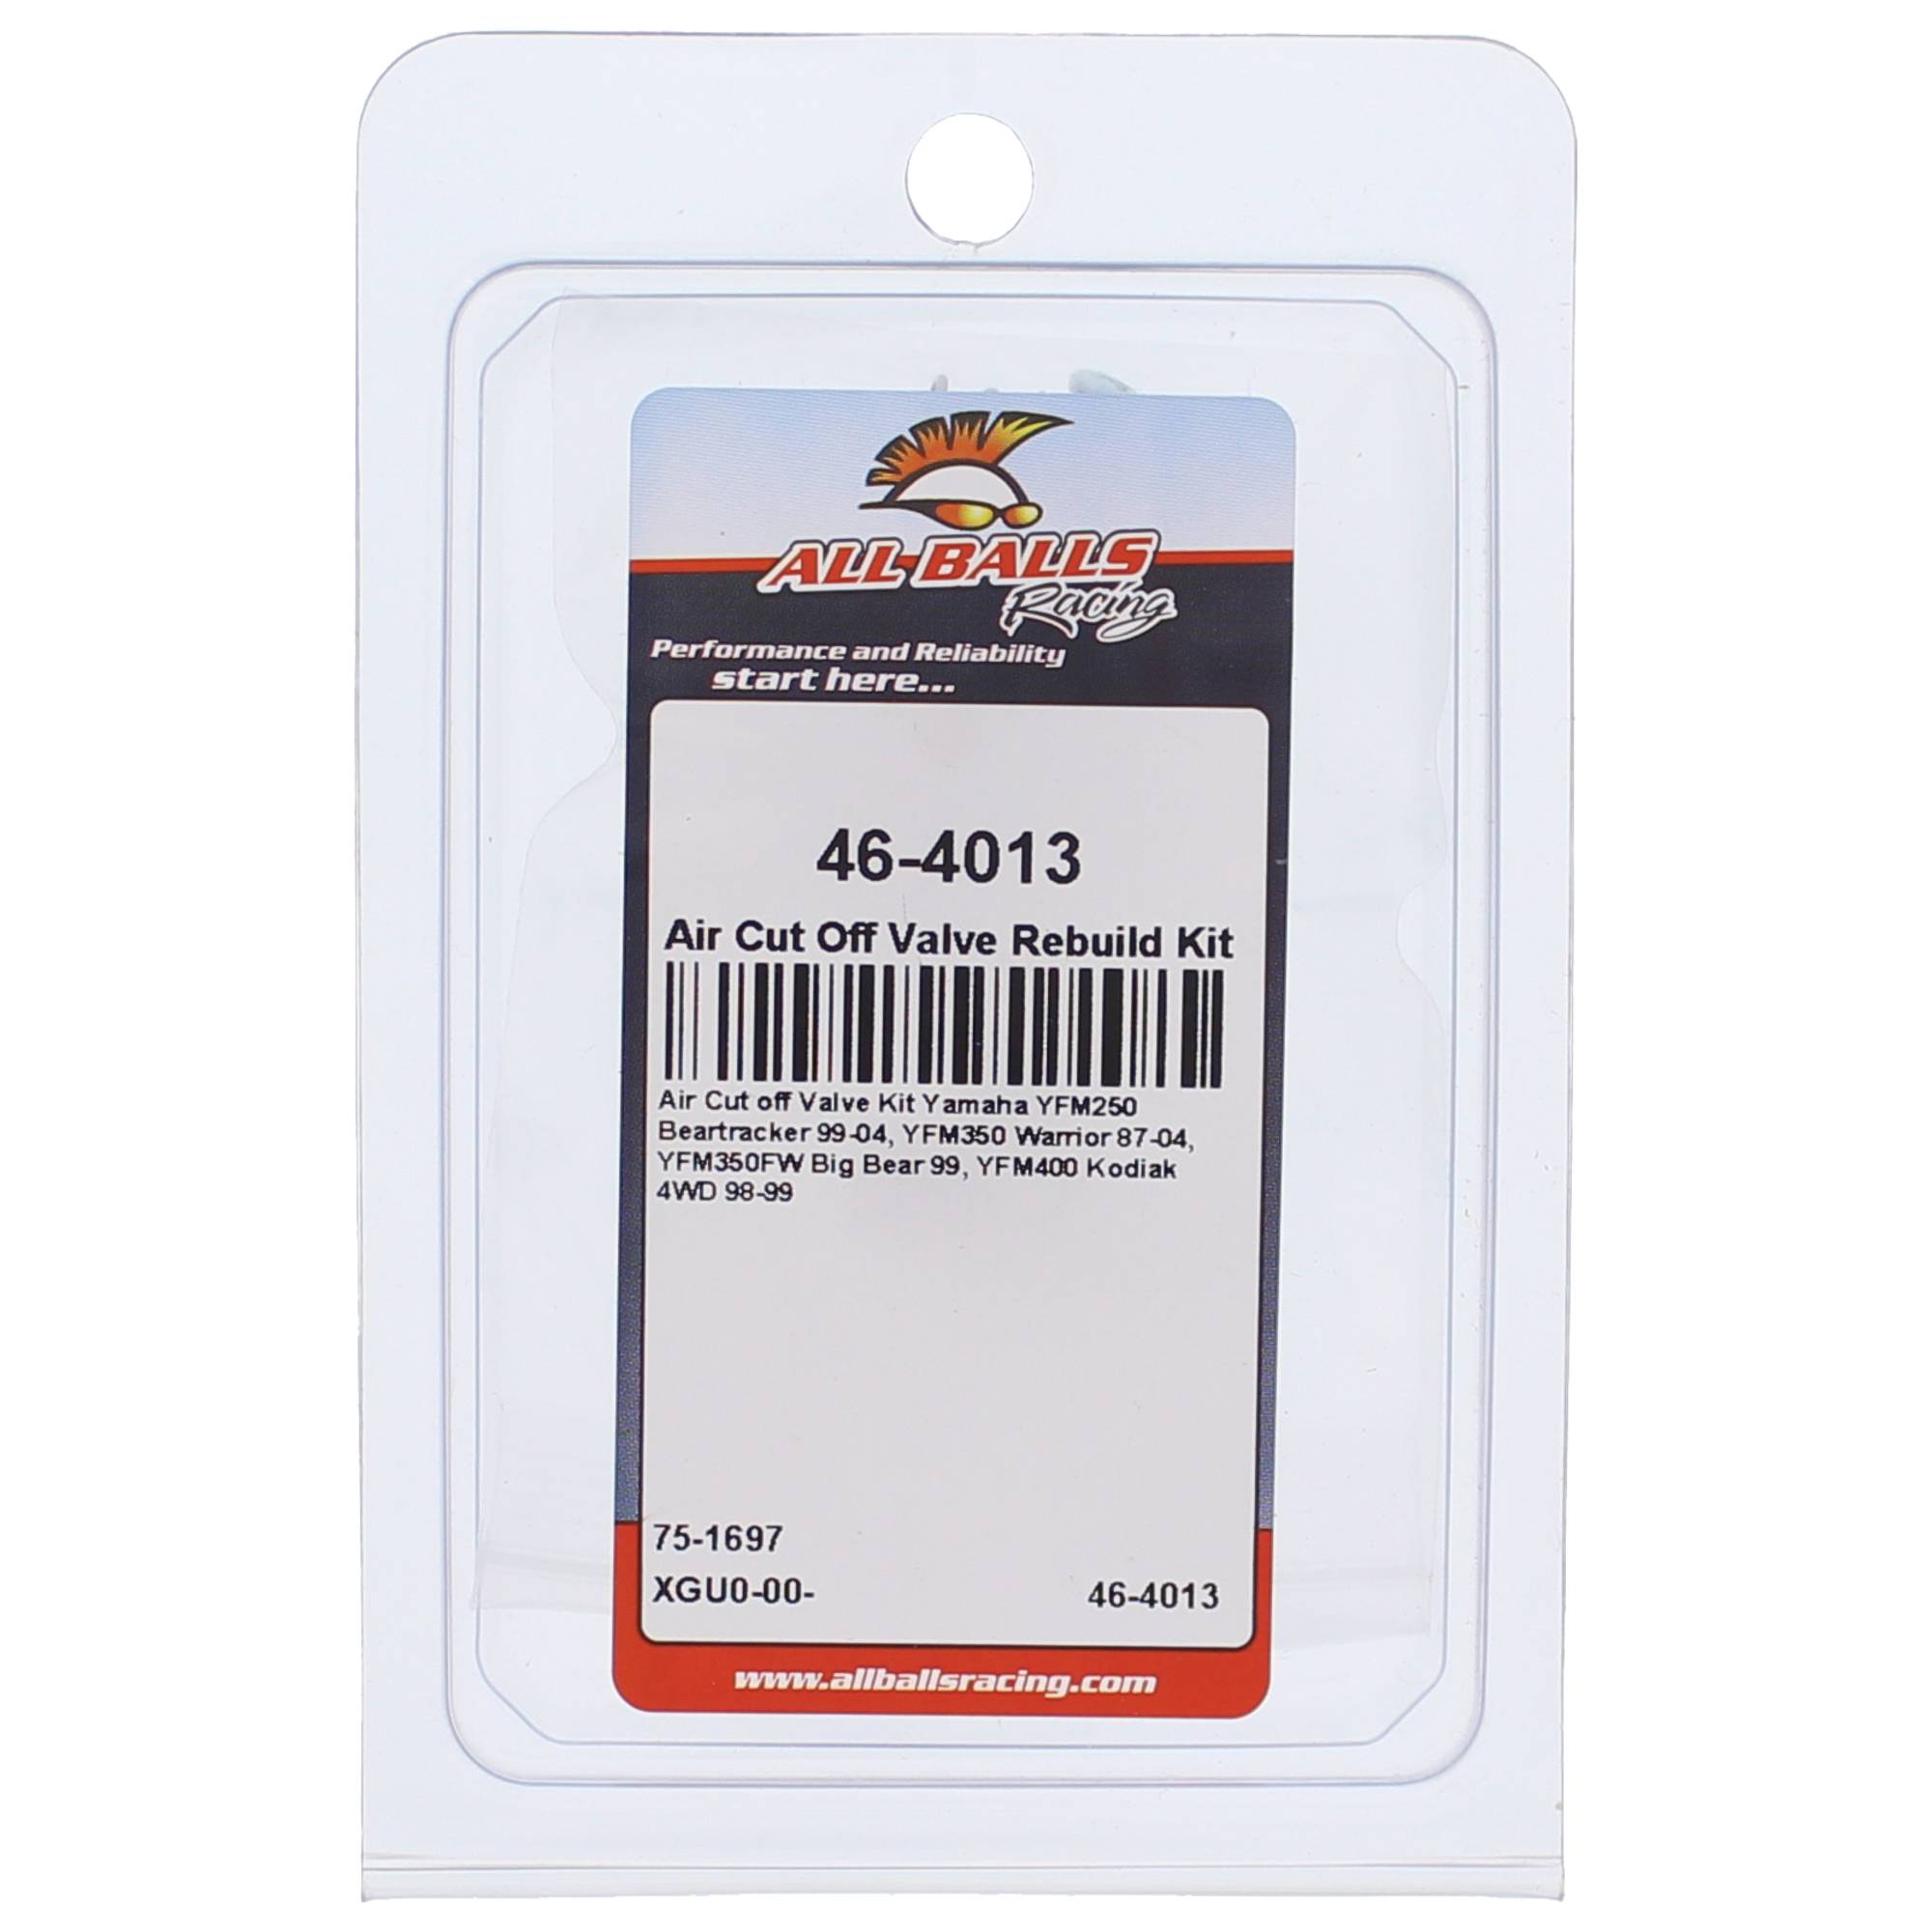 ALL BALLS
Racing
Performance and Reliability
start here...
46-4013
Air Cut Off Valve Rebuild Kit
Air Cut off Valve Kit Yamaha YFM250
Beartracker 99-04, YFM350 Warrior 87-04,
YFM350FW Big Bear 99, YFM400 Kodiak
4WD 98-99
75-1697
XGU0-00-
46-4013
www.allballsracing.com